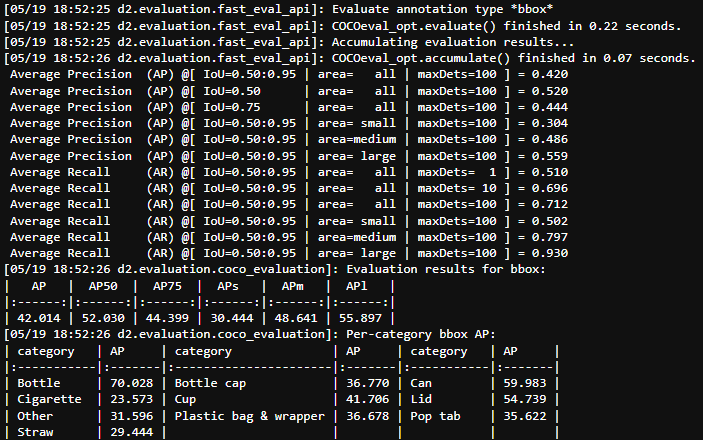 [05/19 18:52:25 d2.evaluation.fast_eval_api]: Evaluate annotation type *bbox*
[05/19 18:52:25 d2.evaluation.fast_eval_api]: COCOeval_opt.evaluate() finished in 0.22 seconds.
[05/19 18:52:25 d2.evaluation.fast_eval_api]: Accumulating evaluation results...
[05/19 18:52:26 d2.evaluation.fast_eval_api]: COCOeval_opt.accumulate() finished in 0.07 seconds.
 Average Precision  (AP) @[ IoU=0.50:0.95 | area=   all | maxDets=100 ] = 0.420
 Average Precision  (AP) @[ IoU=0.50      | area=   all | maxDets=100 ] = 0.520
 Average Precision  (AP) @[ IoU=0.75      | area=   all | maxDets=100 ] = 0.444
 Average Precision  (AP) @[ IoU=0.50:0.95 | area= small | maxDets=100 ] = 0.304
 Average Precision  (AP) @[ IoU=0.50:0.95 | area=medium | maxDets=100 ] = 0.486
 Average Precision  (AP) @[ IoU=0.50:0.95 | area= large | maxDets=100 ] = 0.559
 Average Recall     (AR) @[ IoU=0.50:0.95 | area=   all | maxDets=  1 ] = 0.510
 Average Recall     (AR) @[ IoU=0.50:0.95 | area=   all | maxDets= 10 ] = 0.696
 Average Recall     (AR) @[ IoU=0.50:0.95 | area=   all | maxDets=100 ] = 0.712
 Average Recall     (AR) @[ IoU=0.50:0.95 | area= small | maxDets=100 ] = 0.502
 Average Recall     (AR) @[ IoU=0.50:0.95 | area=medium | maxDets=100 ] = 0.797
 Average Recall     (AR) @[ IoU=0.50:0.95 | area= large | maxDets=100 ] = 0.930
[05/19 18:52:26 d2.evaluation.coco_evaluation]: Evaluation results for bbox:
|   AP   |  AP50  |  AP75  |  APs   |  APm   |  APl   |
|:------:|:------:|:------:|:------:|:------:|:------:|
| 42.014 | 52.030 | 44.399 | 30.444 | 48.641 | 55.897 |
[05/19 18:52:26 d2.evaluation.coco_evaluation]: Per-category bbox AP:
| category   | AP     | category              | AP     | category   | AP     |
|:-----------|:-------|:----------------------|:-------|:-----------|:-------|
| Bottle     | 70.028 | Bottle cap            | 36.770 | Can        | 59.983 |
| Cigarette  | 23.573 | Cup                   | 41.706 | Lid        | 54.739 |
| Other      | 31.596 | Plastic bag & wrapper | 36.678 | Pop tab    | 35.622 |
| Straw      | 29.444 |                       |        |            |        |